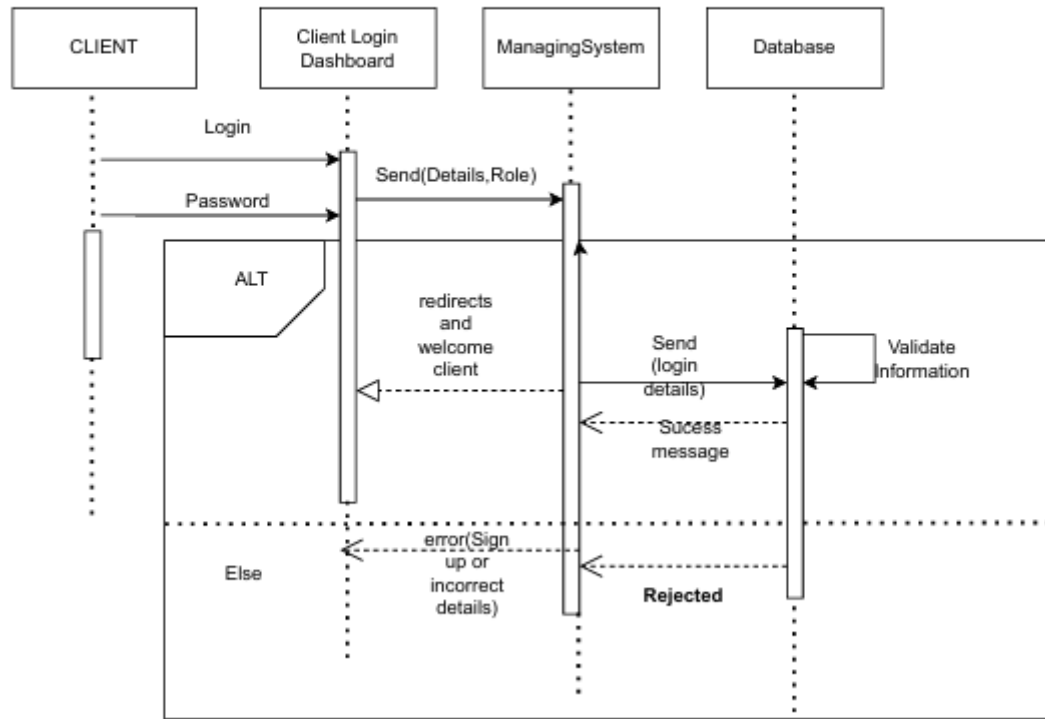 CLIENT
Client Login
Dashboard
ManagingSystem
Database
Login
Send(Details,Role)
Password
ALT
redirects
and
welcome
client
Send
(login
details)
Validate
Information
Sucess
message
error(Sign
up or
incorrect
details)
Else
Rejected